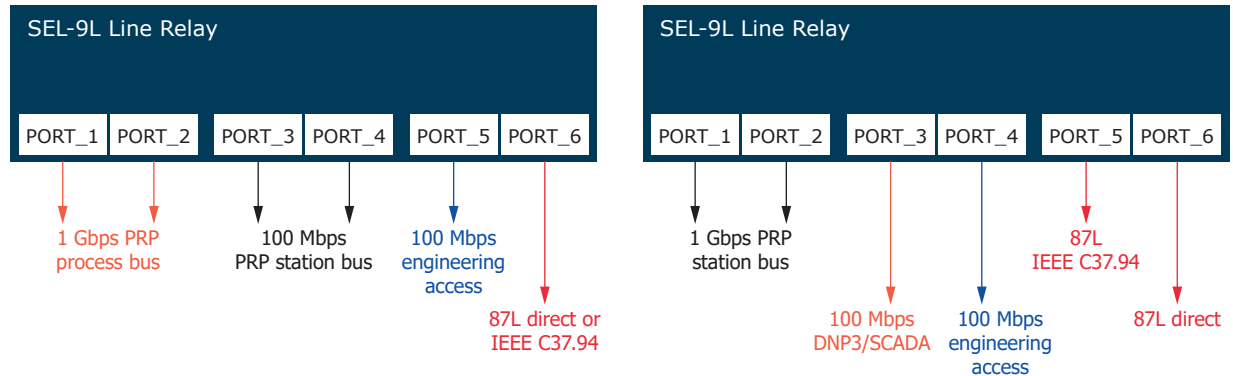 SEL-9L Line Relay
PORT_1 PORT_2 PORT_3 PORT_4 PORT_5 PORT_6
1 Gbps PRP
process bus
100 Mbps
PRP station bus
100 Mbps
engineering
access
87L direct or
IEEE C37.94
SEL-9L Line Relay
PORT_1 PORT_2 PORT_3 PORT_4 PORT_5 PORT_6
1 Gbps PRP
station bus
100 Mbps
DNP3/SCADA
100 Mbps
engineering
access
87L
IEEE C37.94
87L direct